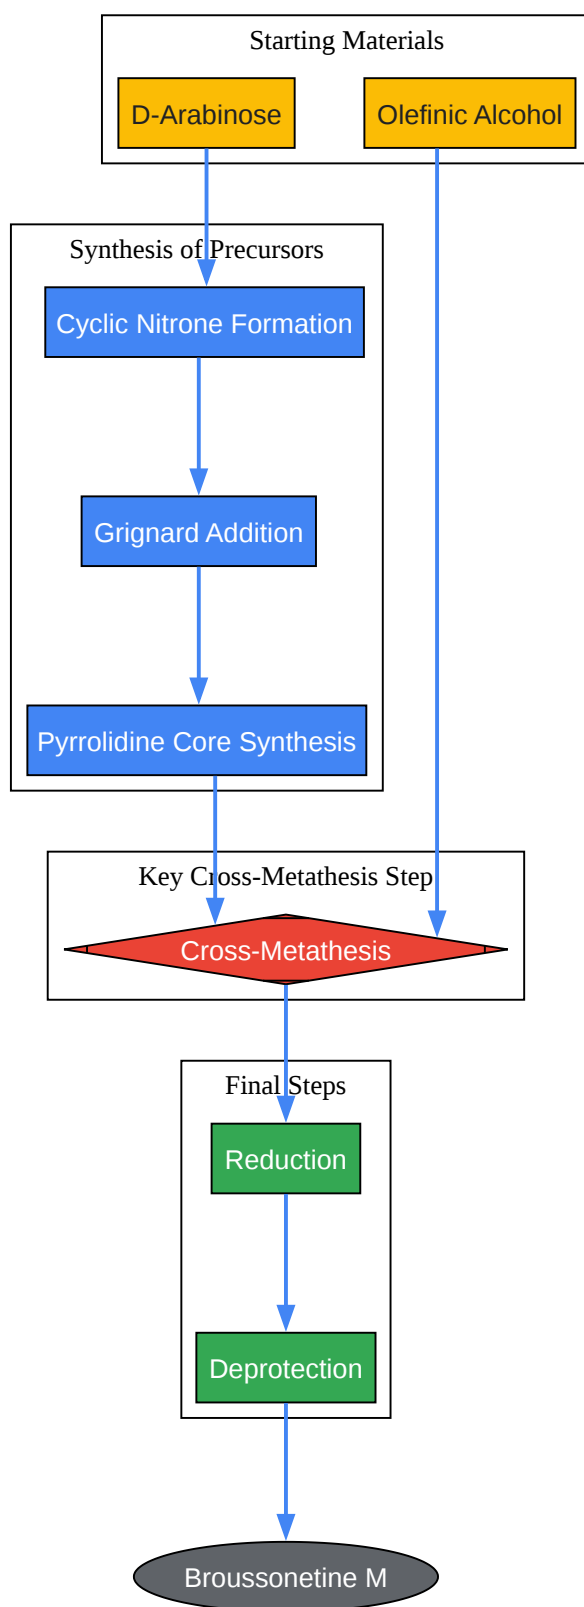 Starting Materials
D-Arabinose
Olefinic Alcohol
Synthesis of Precursors
Cyclic Nitrone Formation
Grignard Addition
Pyrrolidine Core Synthesis
Key Cross-Metathesis Step
Cross-Metathesis
Final Steps
Reduction
Deprotection
Broussonetine M